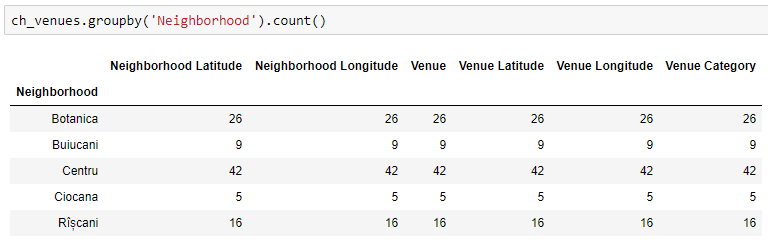 ch_venues.groupby('Neighborhood').count()
Neighborhood Latitude Neighborhood Longitude Venue Venue Latitude Venue Longitude Venue Category
Neighborhood
Botanica 26 26 26 26 26 26
Buiucani 9 9 9 9 9 9
Centru 42 42 42 42 42 42
Ciocana 5 5 5 5 5 5
Rîșcani 16 16 16 16 16 16